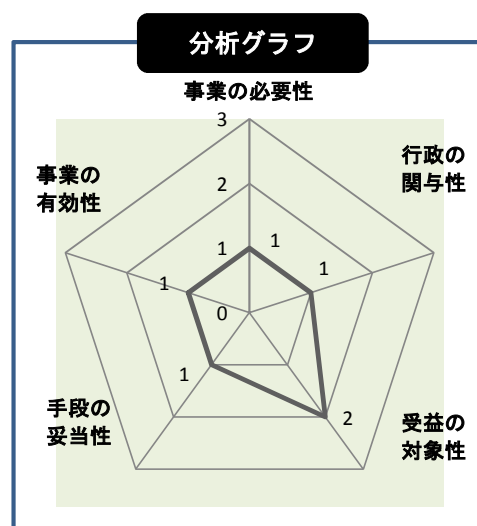 分析グラフ
事業の必要性
3
行政の
関与性
事業の
有効性
2
1
1
1
1
0
1
2
手段の
妥当性
受益の
対象性